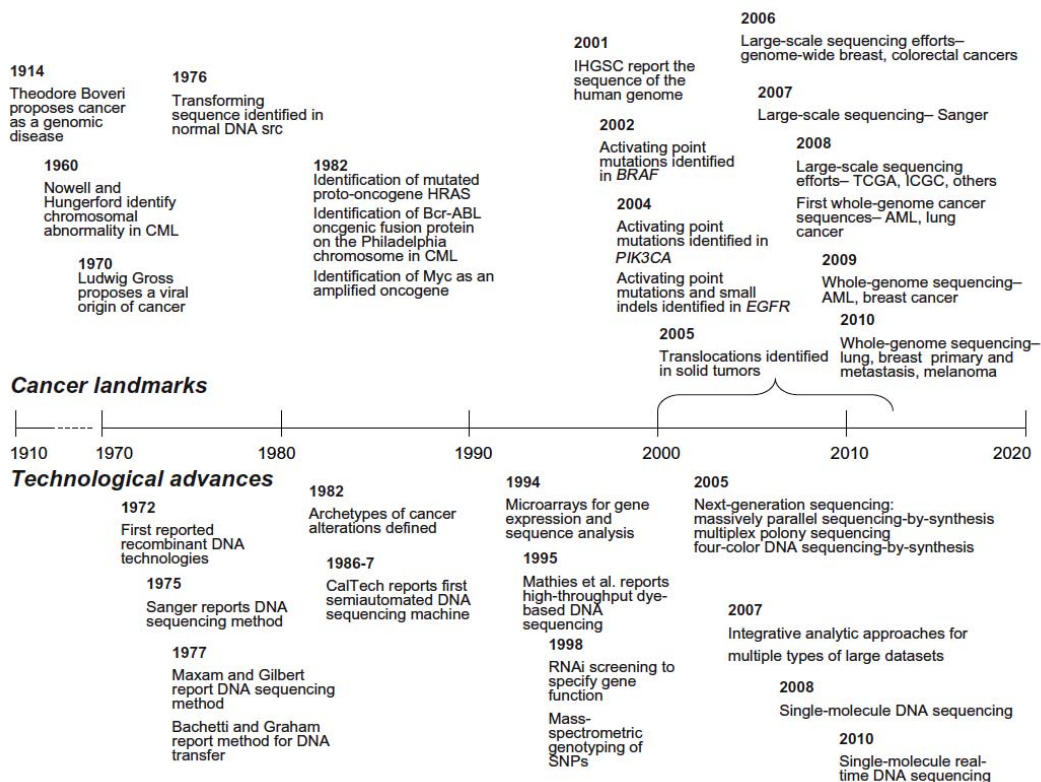 1914
Theodore Boveri
proposes cancer
as a genomic
disease
1960
Nowell and
Hungerford identify
chromosomal
abnormality in CML
1970
Ludwig Gross
proposes a viral
origin of cancer
1976
Transforming
sequence identified in
normal DNA src
1982
Identification of mutated
proto-oncogene HRAS
Identification of Bcr-ABL
oncgenic fusion protein
on the Philadelphia
chromosome in CML
Identification of Myc as an
amplified oncogene
2001
IHGSC report the
sequence of the
human genome
2002
Activating point
mutations identified
in BRAF
2004
Activating point
mutations identified in
PIK3CA
Activating point
mutations and small
indels identified in EGFR
2005
Translocations identified
in solid tumors
2006
Large-scale sequencing efforts–
genome-wide breast, colorectal cancers
2007
Large-scale sequencing– Sanger
2008
Large-scale sequencing
efforts– TCGA, ICGC, others
First whole-genome cancer
sequences– AML, lung
cancer
2009
Whole-genome sequencing–
AML, breast cancer
2010
Whole-genome sequencing–
lung, breast primary and
metastasis, melanoma
Cancer landmarks
1910 1970 1980 1990 2000 2010 2020
Technological advances
1972
First reported
recombinant DNA
technologies
1975
Sanger reports DNA
sequencing method
1977
Maxam and Gilbert
report DNA sequencing
method
Bachetti and Graham
report method for DNA
transfer
1982
Archetypes of cancer
alterations defined
1986-7
CalTech reports first
semiautomated DNA
sequencing machine
1994
Microarrays for gene
expression and
sequence analysis
1995
Mathies et al. reports
high-throughput dye-
based DNA
sequencing
1998
RNAi screening to
specify gene
function
Mass-
spectrometric
genotyping of
SNPs
2005
Next-generation sequencing:
massively parallel sequencing-by-synthesis
multiplex polony sequencing
four-color DNA sequencing-by-synthesis
2007
Integrative analytic approaches for
multiple types of large datasets
2008
Single-molecule DNA sequencing
2010
Single-molecule real-
time DNA sequencing